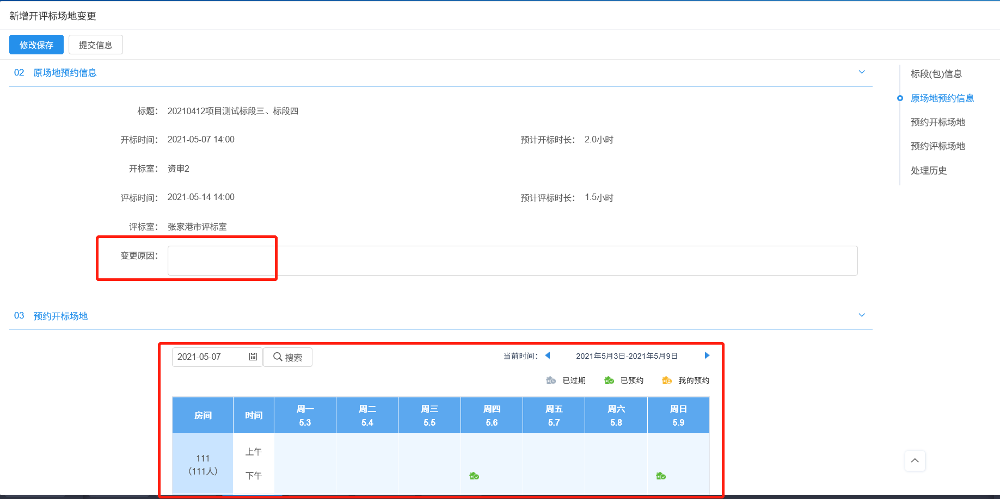 新增开评标场地变更
修改保存 提交信息
02 原场地预约信息
标题： 20210412项目测试标段三、标段四
开标时间： 2021-05-07 14:00 预计开标时长： 2.0小时
开标室： 资审2
评标时间： 2021-05-14 14:00 预计评标时长： 1.5小时
评标室： 张家港市评标室
变更原因：
03 预约开标场地
2021-05-07 搜索 当前时间： 2021年5月3日-2021年5月9日
已过期 已预约 我的预约
房间 时间 周一 周二 周三 周四 周五 周六 周日
5.3 5.4 5.5 5.6 5.7 5.8 5.9
111
（111人）
上午
下午
标段(包)信息
原场地预约信息
预约开标场地
预约评标场地
处理历史